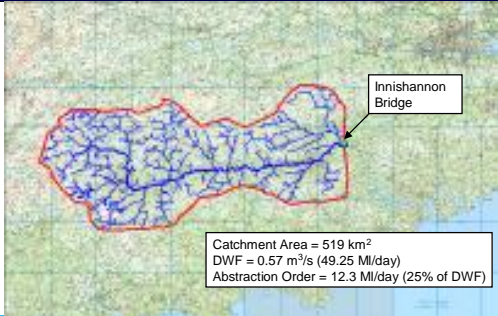 Innishannon
Bridge
Catchment Area = 519 km²
DWF = 0.57 m³/s (49.25 Ml/day)
Abstraction Order = 12.3 Ml/day (25% of DWF)